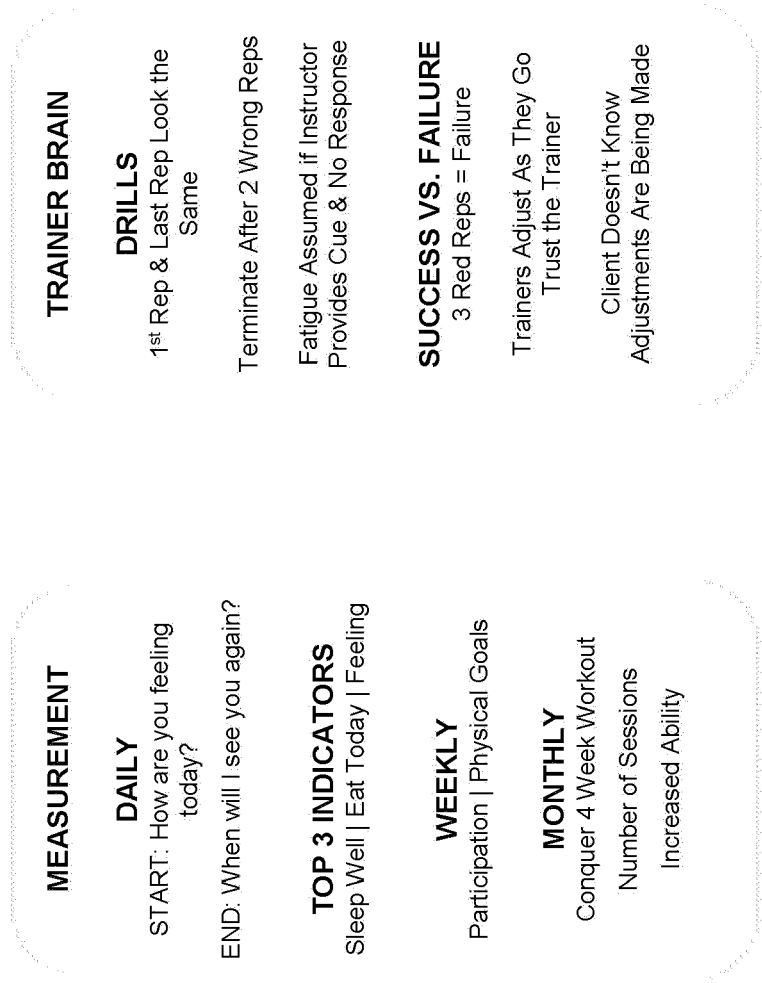 MEASUREMENT
DAILY
START: How are you feeling
today?
END: When will I see you again?
TOP 3 INDICATORS
Sleep Well | Eat Today | Feeling
WEEKLY
Participation | Physical Goals
MONTHLY
Conquer 4 Week Workout
Number of Sessions
Increased Ability
TRAINER BRAIN
DRILLS
1st Rep & Last Rep Look the
Same
Terminate After 2 Wrong Reps
Fatigue Assumed if Instructor
Provides Cue & No Response
SUCCESS VS. FAILURE
3 Red Reps = Failure
Trainers Adjust As They Go
Trust the Trainer
Client Doesn't Know
Adjustments Are Being Made